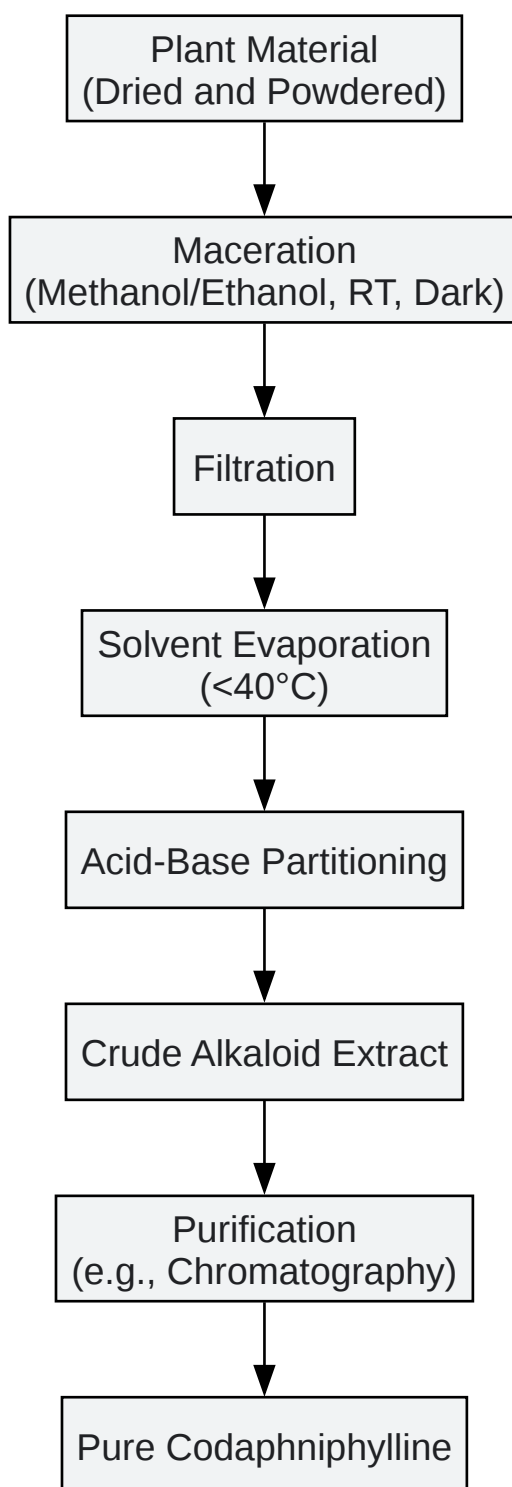 Plant Material
(Dried and Powdered)
Maceration
(Methanol/Ethanol, RT, Dark)
Filtration
Solvent Evaporation
(<40°C)
Acid-Base Partitioning
Crude Alkaloid Extract
Purification
(e.g., Chromatography)
Pure Codaphniphylline